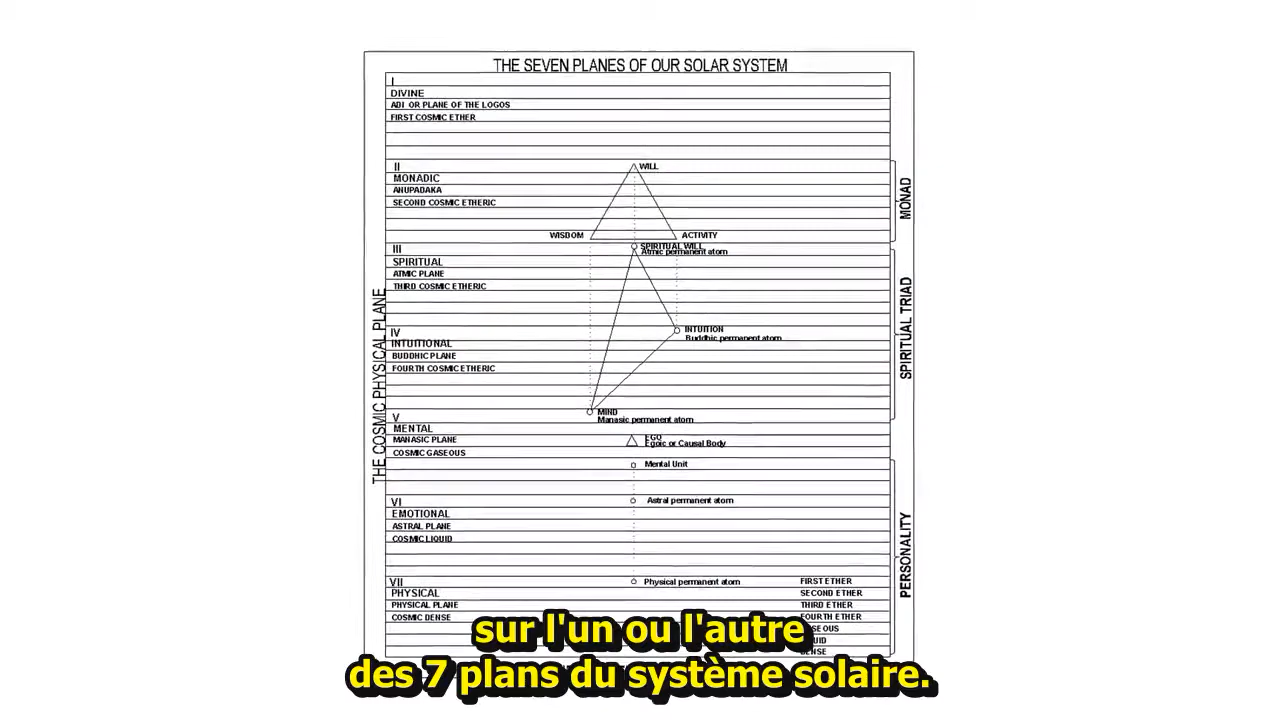 THE SEVEN PLANES OF OUR SOLAR SYSTEM
I
DIVINE
ADI OR PLANE OF THE LOGOS
FIRST COSMIC ETHER
II
WILL
MONADIC
ANUPADAKA
SECOND COSMIC ETHERIC
MONAD
WISDOM
ACTIVITY
III
SPIRITUAL WILL
Atmic permanent atom
SPIRITUAL
ATMIC PLANE
THIRD COSMIC ETHERIC
SPIRITUAL TRIAD
THE COSMIC PHYSICAL PLANE
IV
INTUITION
Buddhic permanent atom
INTUITIONAL
BUDDHIC PLANE
FOURTH COSMIC ETHERIC
V
MIND
Manasic permanent atom
MENTAL
MANASIC PLANE
EGO
Egoic or Causal Body
COSMIC GASEOUS
Mental Unit
VI
Astral permanent atom
EMOTIONAL
ASTRAL PLANE
COSMIC LIQUID
PERSONALITY
VII
Physical permanent atom
FIRST ETHER
PHYSICAL
SECOND ETHER
PHYSICAL PLANE
THIRD ETHER
COSMIC DENSE
FOURTH ETHER
DENSE
sur l'un ou l'autre
des 7 plans du système solaire.